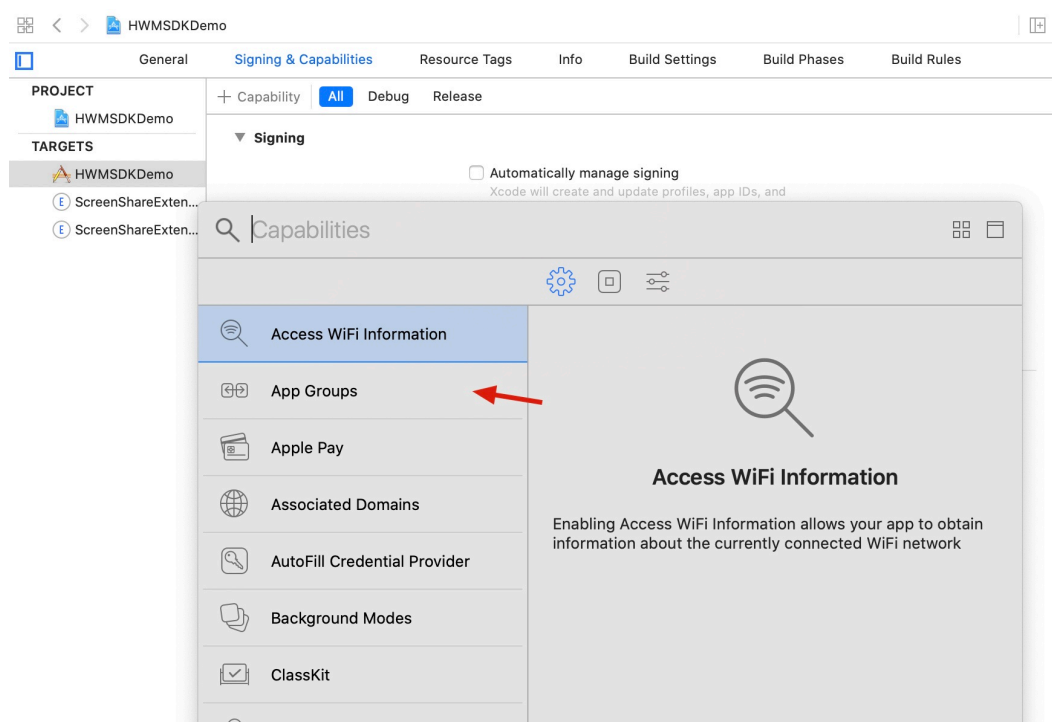 HWMSDKDemo
General Signing & Capabilities Resource Tags Info Build Settings Build Phases Build Rules
PROJECT
HWMSDKDemo
TARGETS
HWMSDKDemo
E ScreenShareExten...
E ScreenShareExten...
+ Capability All Debug Release
Signing
Automatically manage signing
Xcode will create and update profiles, app IDs, and
Capabilities
Access WiFi Information
App Groups
Apple Pay
Associated Domains
AutoFill Credential Provider
Background Modes
ClassKit
Access WiFi Information
Enabling Access WiFi Information allows your app to obtain
information about the currently connected WiFi network